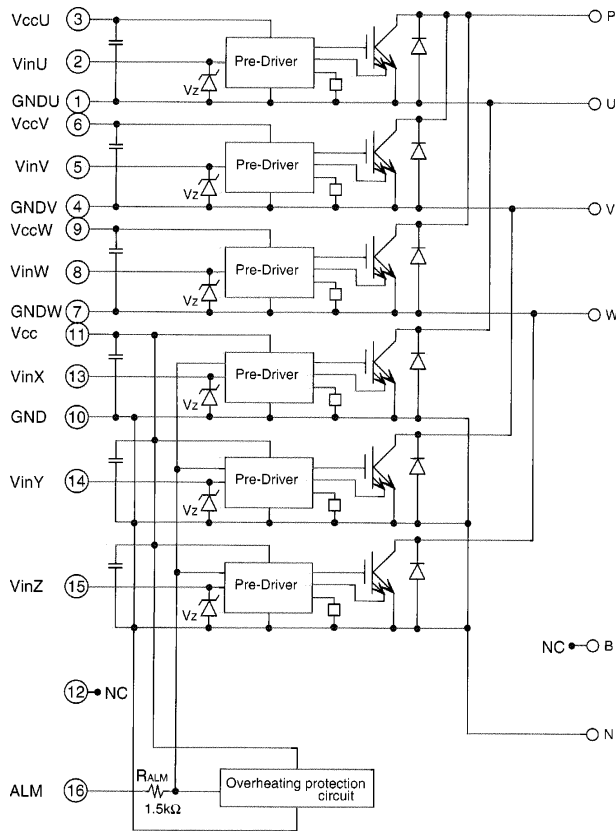 VccU 3 P
VinU 2 Pre-Driver
Vz
GNDU 1 U
VccV 6
VinV 5 Pre-Driver
Vz
GNDV 4 V
VccW 9
VinW 8 Pre-Driver
Vz
GNDW 7 W
Vcc 11
VinX 13 Pre-Driver
Vz
GND 10
VinY 14 Pre-Driver
Vz
VinZ 15 Pre-Driver
Vz
NC B
12 NC
N
RALM
ALM 16 Overheating protection
circuit
1.5kΩ